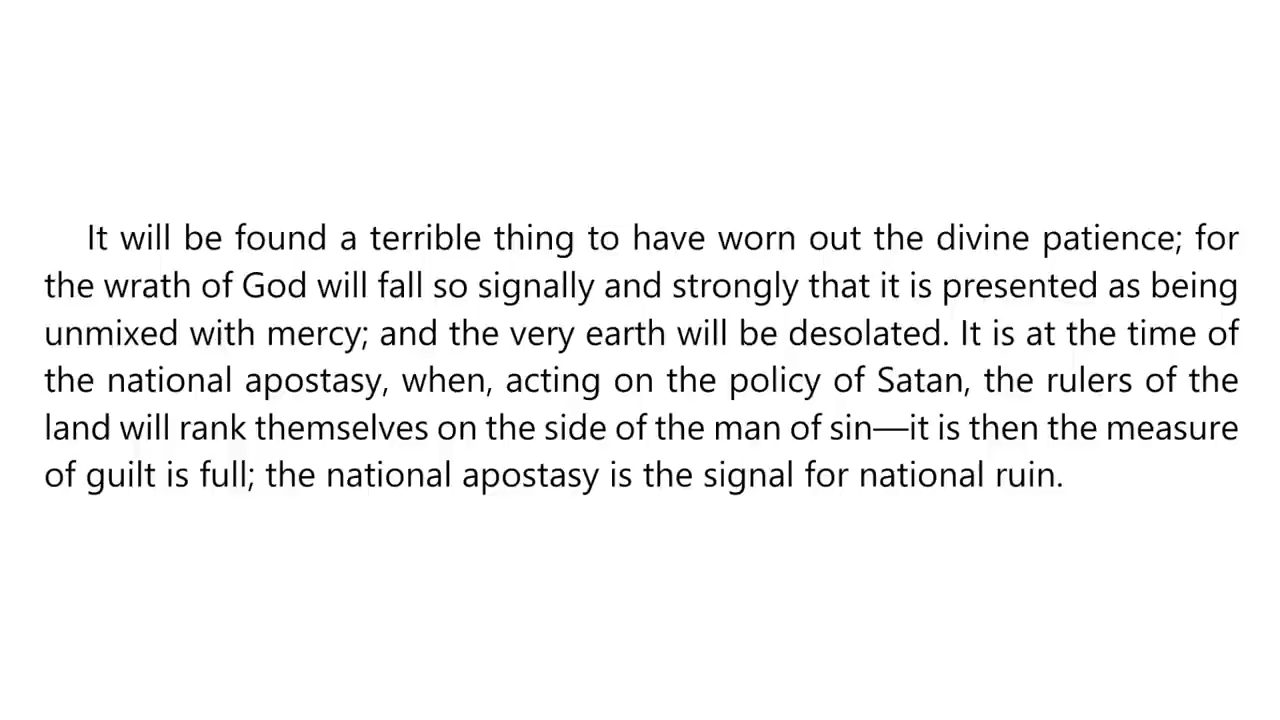 It will be found a terrible thing to have worn out the divine patience; for
the wrath of God will fall so signally and strongly that it is presented as being
unmixed with mercy; and the very earth will be desolated. It is at the time of
the national apostasy, when, acting on the policy of Satan, the rulers of the
land will rank themselves on the side of the man of sin—it is then the measure
of guilt is full; the national apostasy is the signal for national ruin.